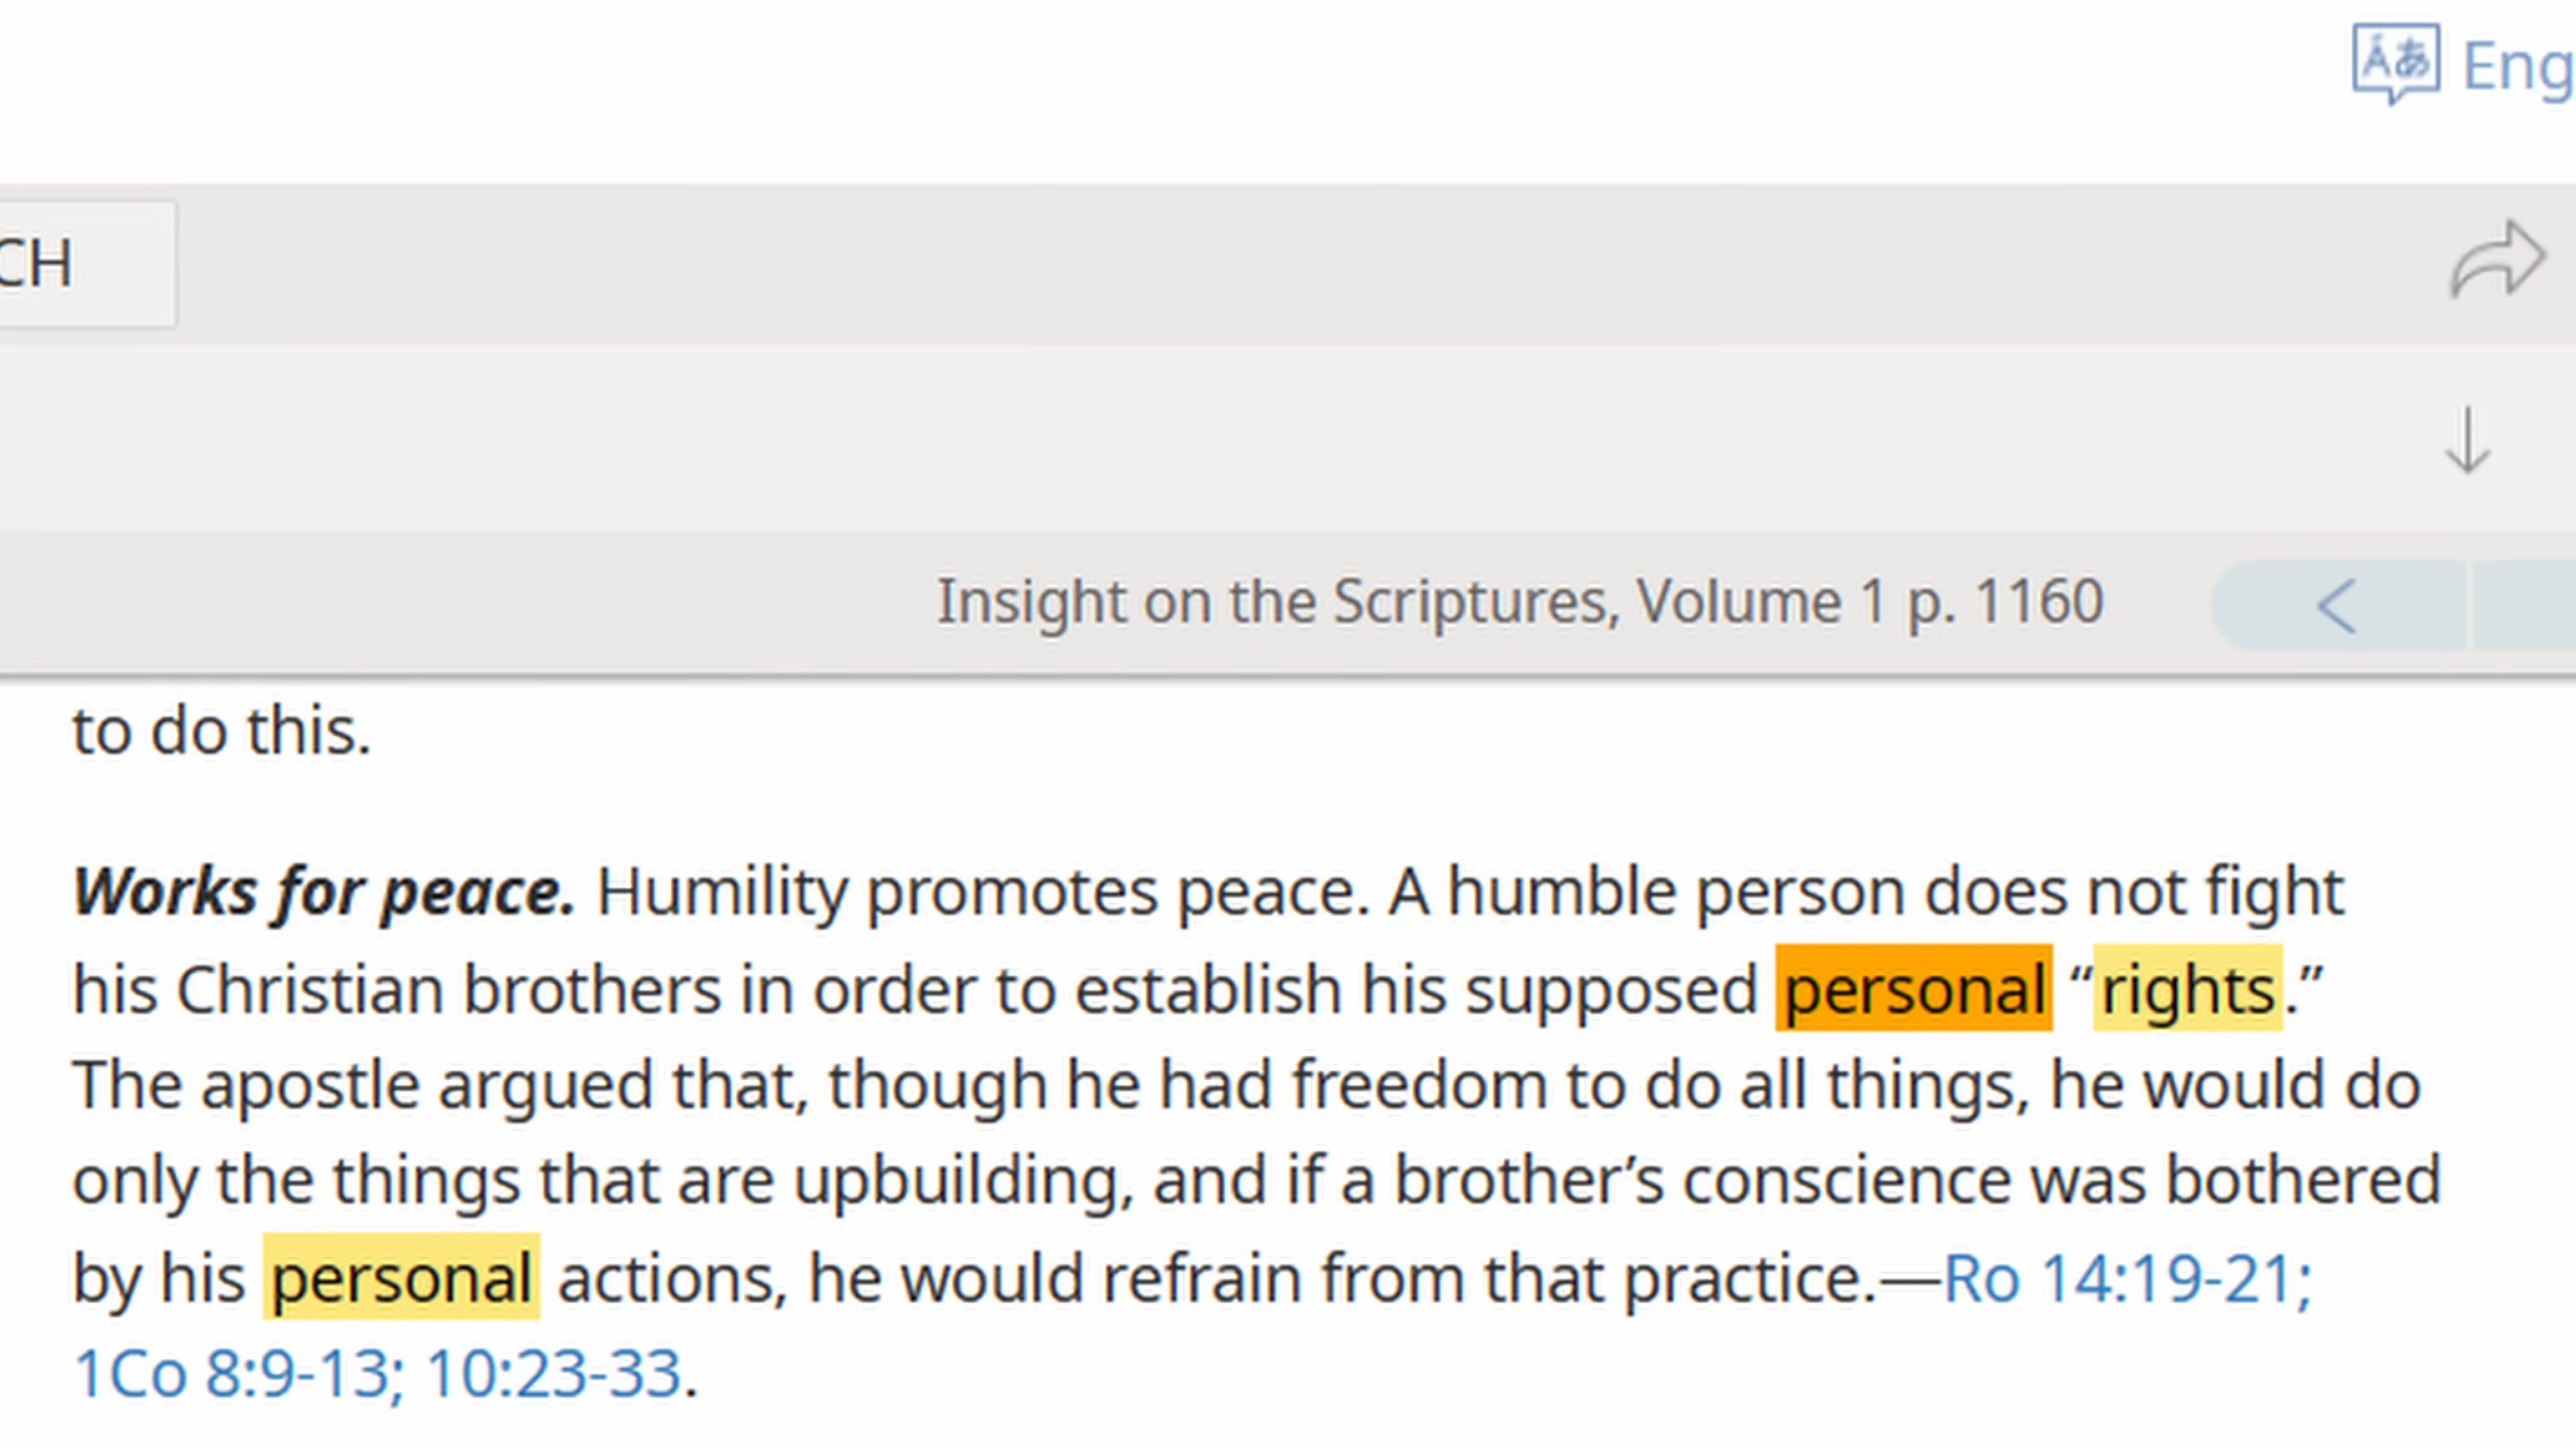 Aあ Eng
CH
Insight on the Scriptures, Volume 1 p. 1160
to do this.
Works for peace. Humility promotes peace. A humble person does not fight
his Christian brothers in order to establish his supposed personal “rights.”
The apostle argued that, though he had freedom to do all things, he would do
only the things that are upbuilding, and if a brother’s conscience was bothered
by his personal actions, he would refrain from that practice.—Ro 14:19-21;
1Co 8:9-13; 10:23-33.